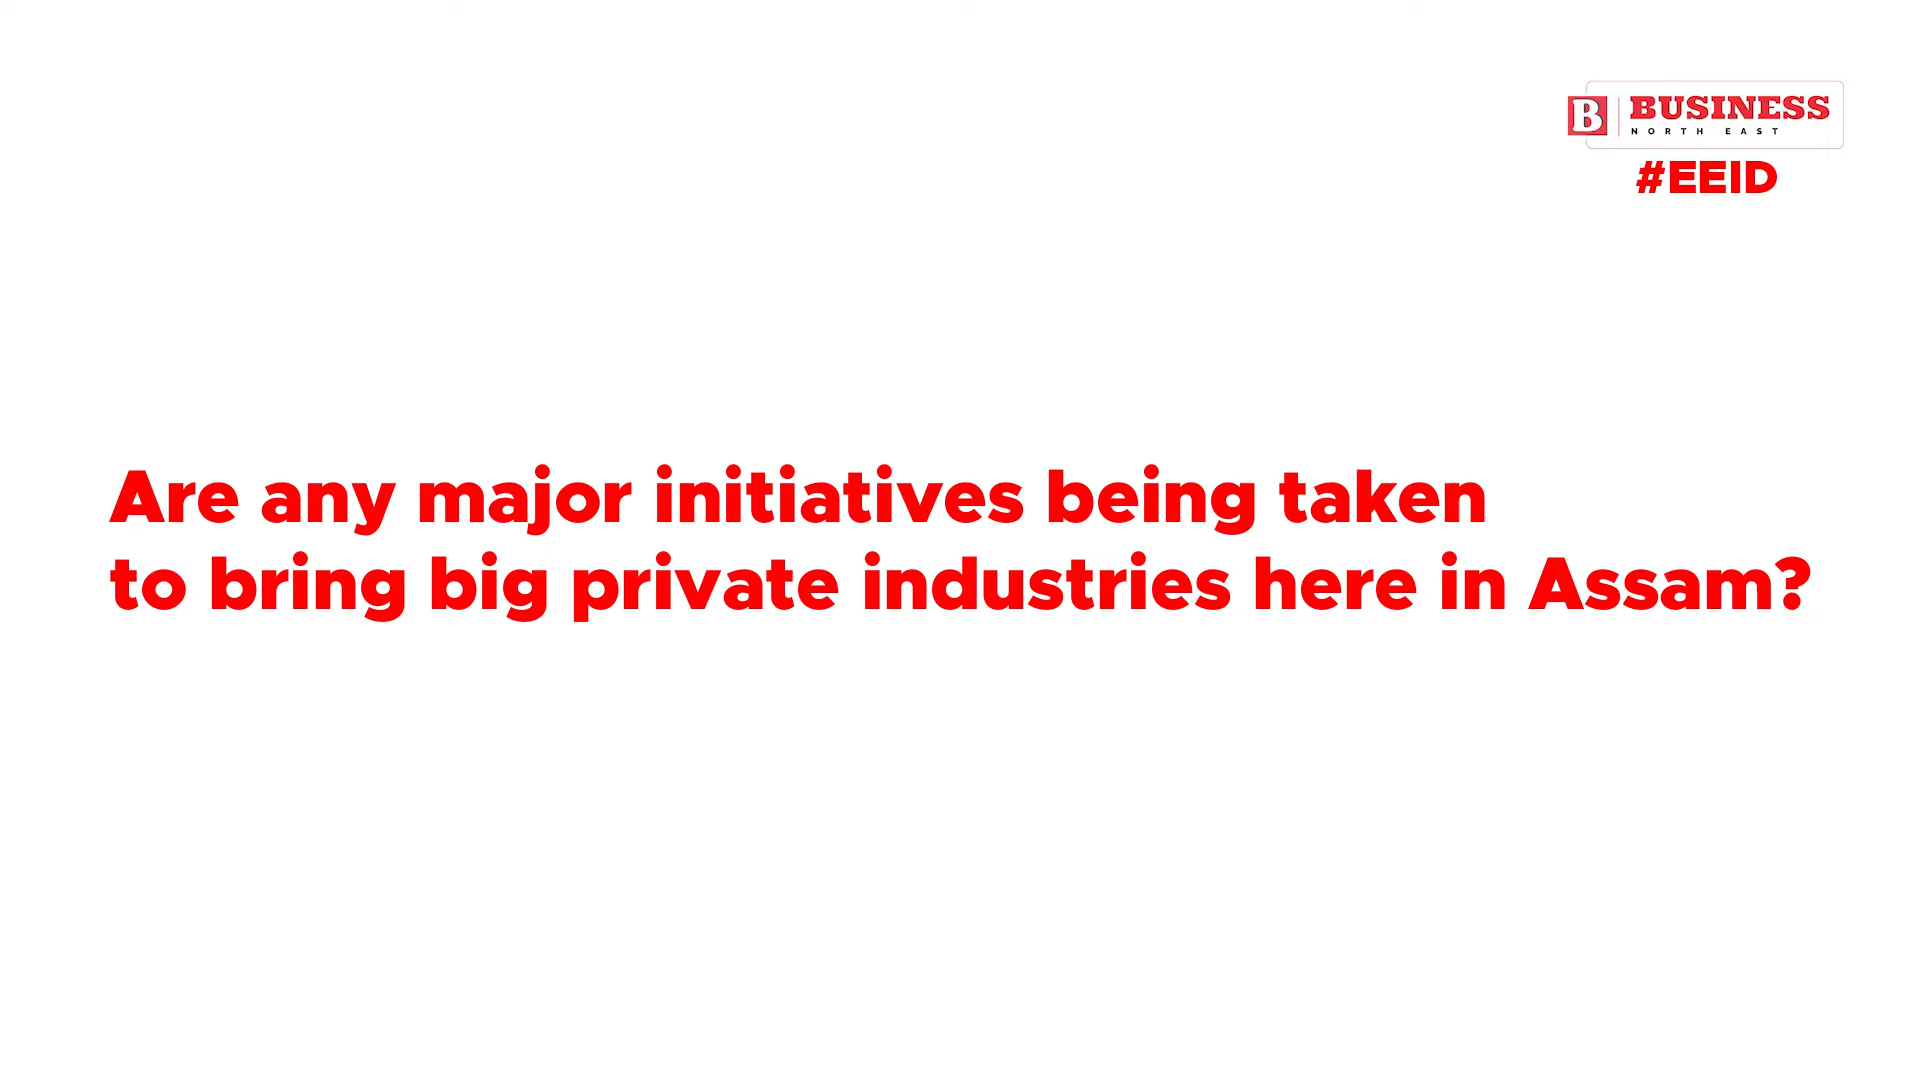 B BUSINESS
NORTH EAST
#EEID
Are any major initiatives being taken
to bring big private industries here in Assam?